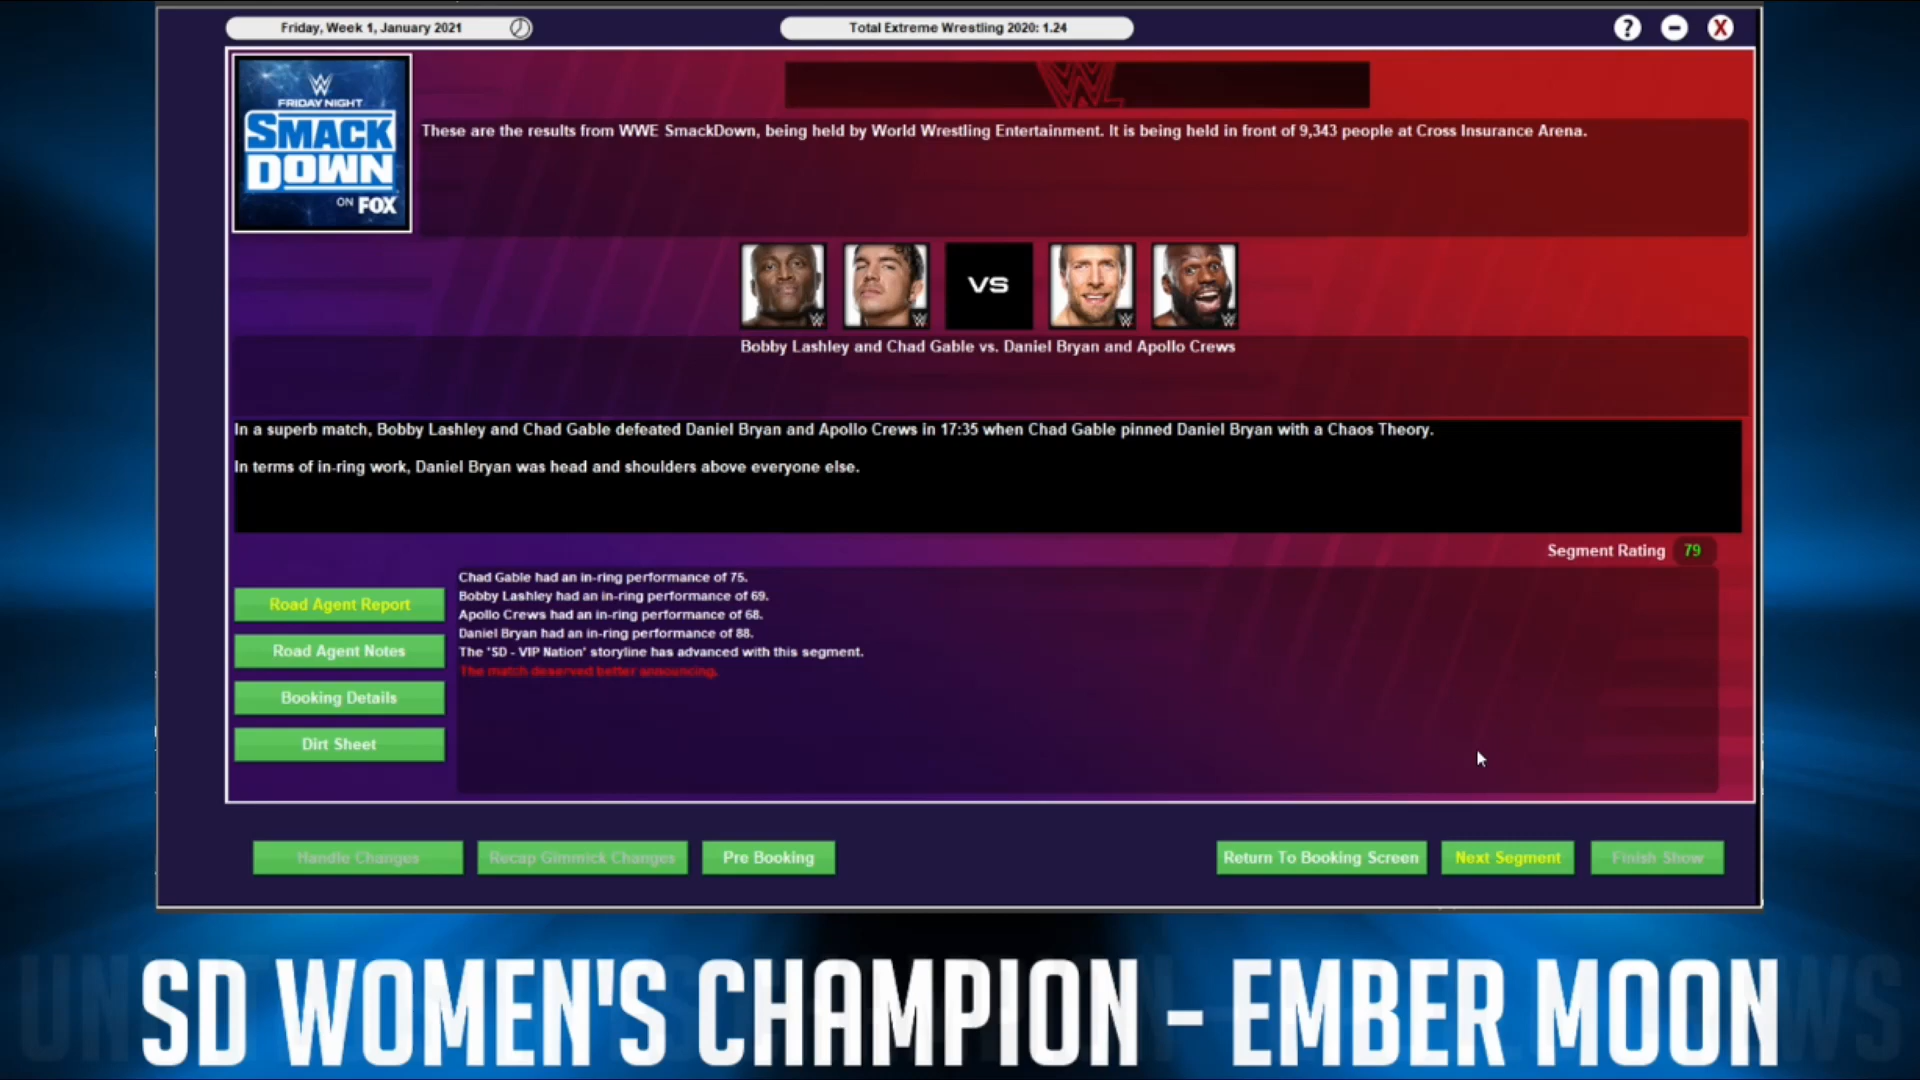 Friday, Week 1, January 2021
Total Extreme Wrestling 2020: 1.24
?
X
FRIDAY NIGHT
SMACK
DOWN
ON FOX
These are the results from WWE SmackDown, being held by World Wrestling Entertainment. It is being held in front of 9,343 people at Cross Insurance Arena.
VS
Bobby Lashley and Chad Gable vs. Daniel Bryan and Apollo Crews
In a superb match, Bobby Lashley and Chad Gable defeated Daniel Bryan and Apollo Crews in 17:35 when Chad Gable pinned Daniel Bryan with a Chaos Theory.
In terms of in-ring work, Daniel Bryan was head and shoulders above everyone else.
Segment Rating 79
Road Agent Report
Road Agent Notes
Booking Details
Dirt Sheet
Chad Gable had an in-ring performance of 75.
Bobby Lashley had an in-ring performance of 69.
Apollo Crews had an in-ring performance of 68.
Daniel Bryan had an in-ring performance of 88.
The 'SD - VIP Nation' storyline has advanced with this segment.
The match deserved better announcing.
Handle Changes
Recap Gimmick Changes
Pre Booking
Return To Booking Screen
Next Segment
Finish Show
SD WOMEN'S CHAMPION - EMBER MOON